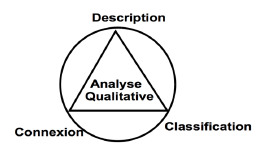 Description
Analyse
Qualitative
Connexion
Classification